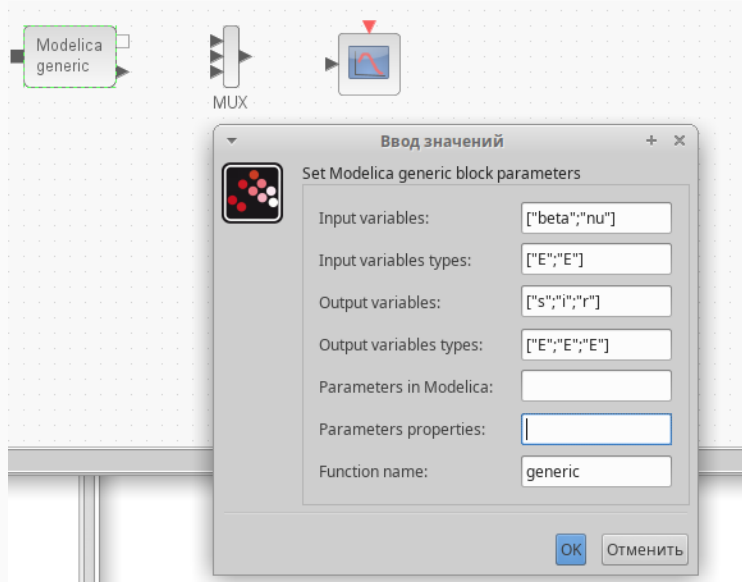 Modelica
generic
MUX
Ввод значений
Set Modelica generic block parameters
Input variables: ["beta";"nu"]
Input variables types: ["E";"E"]
Output variables: ["s";"i";"r"]
Output variables types: ["E";"E";"E"]
Parameters in Modelica:
Parameters properties:
Function name: generic
OK Отменить